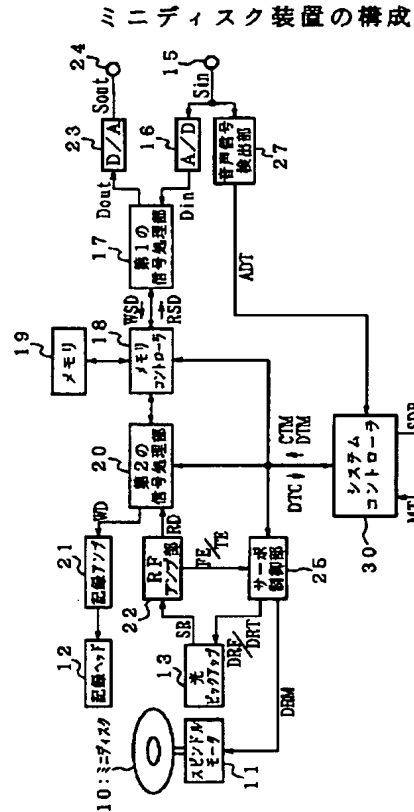 ミニディスク装置の構成
10:ミニディスク
スピンドル
モータ
11
記録ヘッド
12
記録アンプ
21
WD
光
ピックアップ
13
SR
RF
アンプ部
22
RD
FE/
TE
DRF/
DRT
サーボ
制御部
25
DRM
第2の
信号処理部
20
メモリ
19
メモリ
コントローラ
18
WSD
RSD
第1の
信号処理部
17
Dout
D/A
23
Sout
24
Din
A/D
16
Sin
15
音声信号
検出部
27
ADT
DTC
CTM
DTM
システム
コントローラ
30
MT